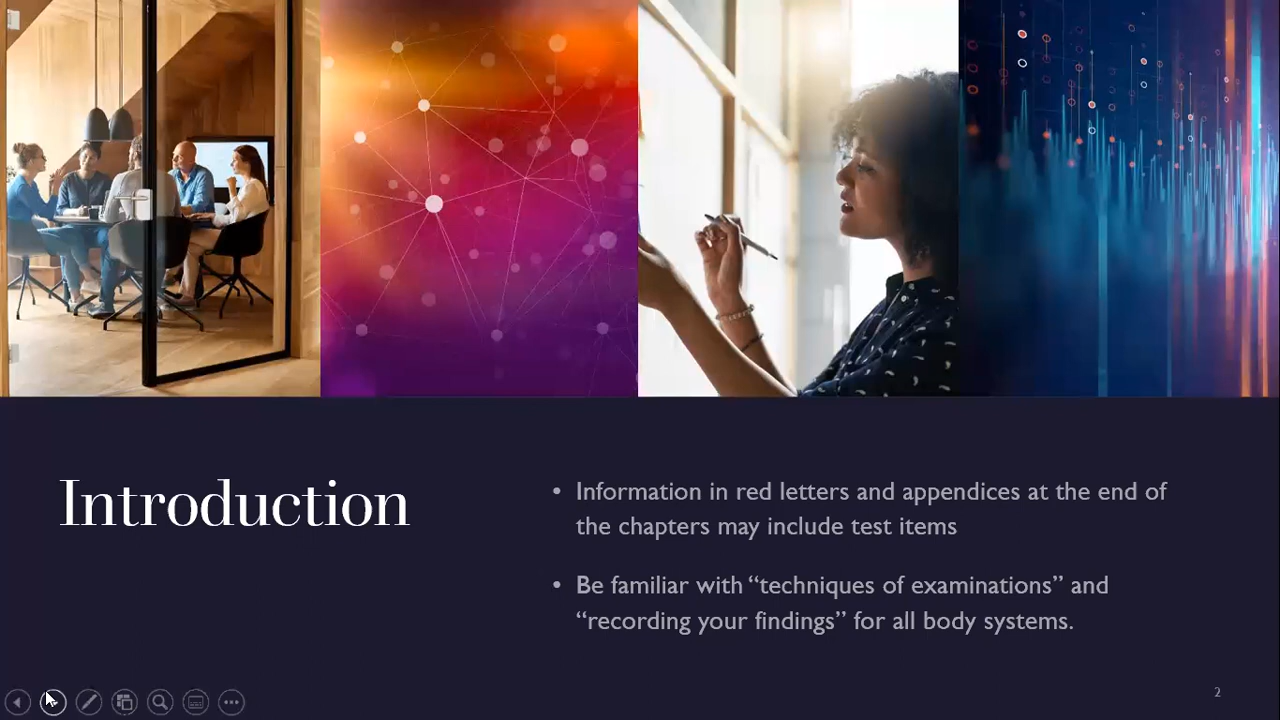 Introduction
• Information in red letters and appendices at the end of
the chapters may include test items
• Be familiar with “techniques of examinations” and
“recording your findings” for all body systems.
2